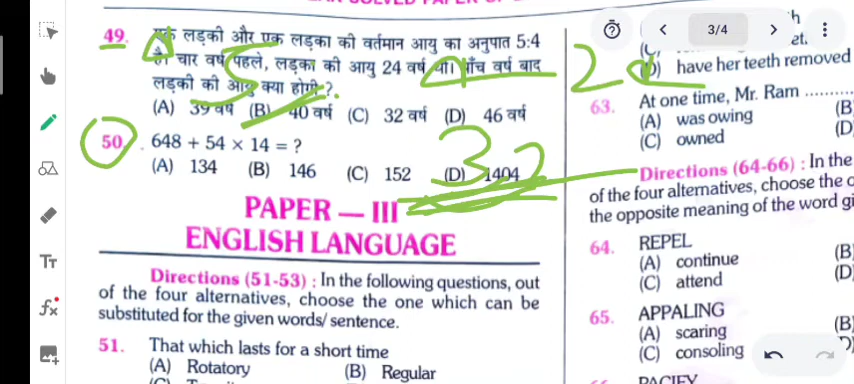 3/4
49. एक लड़की और एक लड़का की वर्तमान आयु का अनुपात 5:4
है। चार वर्ष पहले, लड़का की आयु 24 वर्ष थी। पाँच वर्ष बाद
लड़की की आयु क्या होगी ?
(A) 39 वर्ष (B) 40 वर्ष (C) 32 वर्ष (D) 46 वर्ष
50. 648 + 54 × 14 = ?
(A) 134 (B) 146 (C) 152 (D) 1404
5
32
PAPER — III
ENGLISH LANGUAGE
Directions (51-53) : In the following questions, out
of the four alternatives, choose the one which can be
substituted for the given words/ sentence.
51. That which lasts for a short time
(A) Rotatory (B) Regular
(D) have her teeth removed
63. At one time, Mr. Ram ..........
(A) was owing (B)
(C) owned (D)
Directions (64-66) : In the
of the four alternatives, choose the
the opposite meaning of the word
64. REPEL
(A) continue (B)
(C) attend (D)
65. APPALING
(A) scaring (B)
(C) consoling
PACIFY
Tт
fx